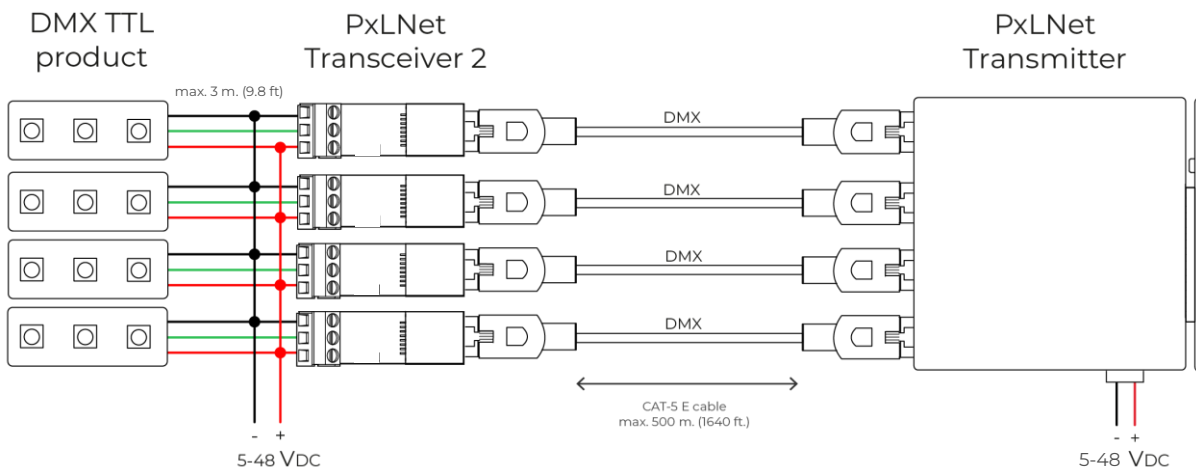 DMX TTL
product
PxLNet
Transceiver 2
PxLNet
Transmitter
max. 3 m. (9.8 ft)
DMX
DMX
DMX
DMX
CAT-5 E cable
max. 500 m. (1640 ft.)
- +
5-48 VDC
- +
5-48 VDC